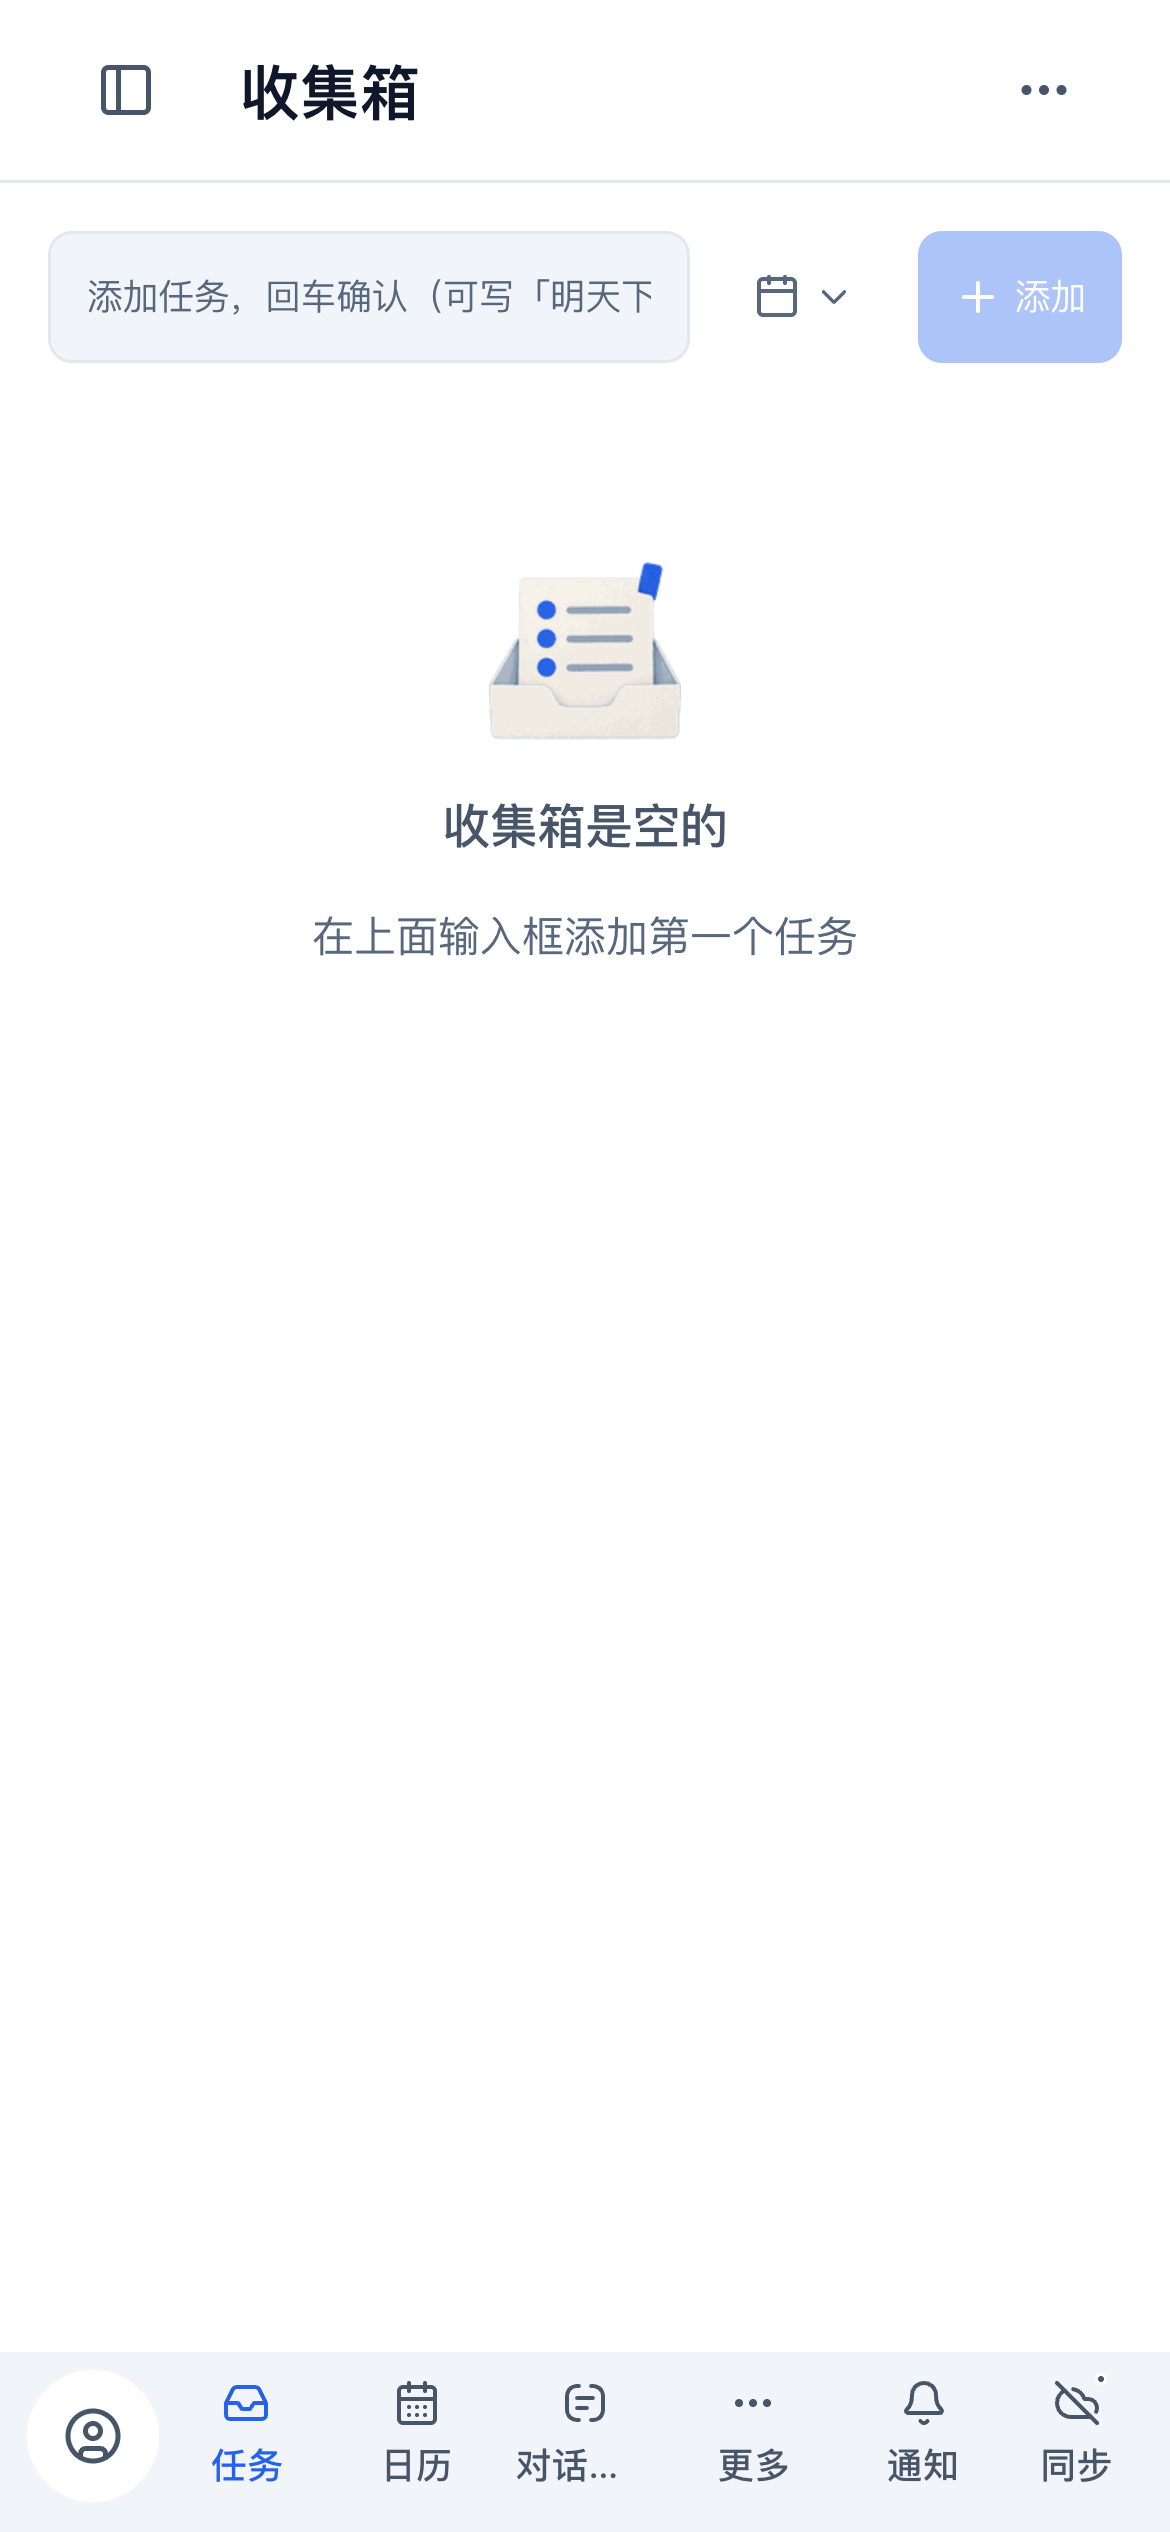 收集箱
添加任务，回车确认（可写「明天下
添加
收集箱是空的
在上面输入框添加第一个任务
任务
日历
对话...
更多
通知
同步